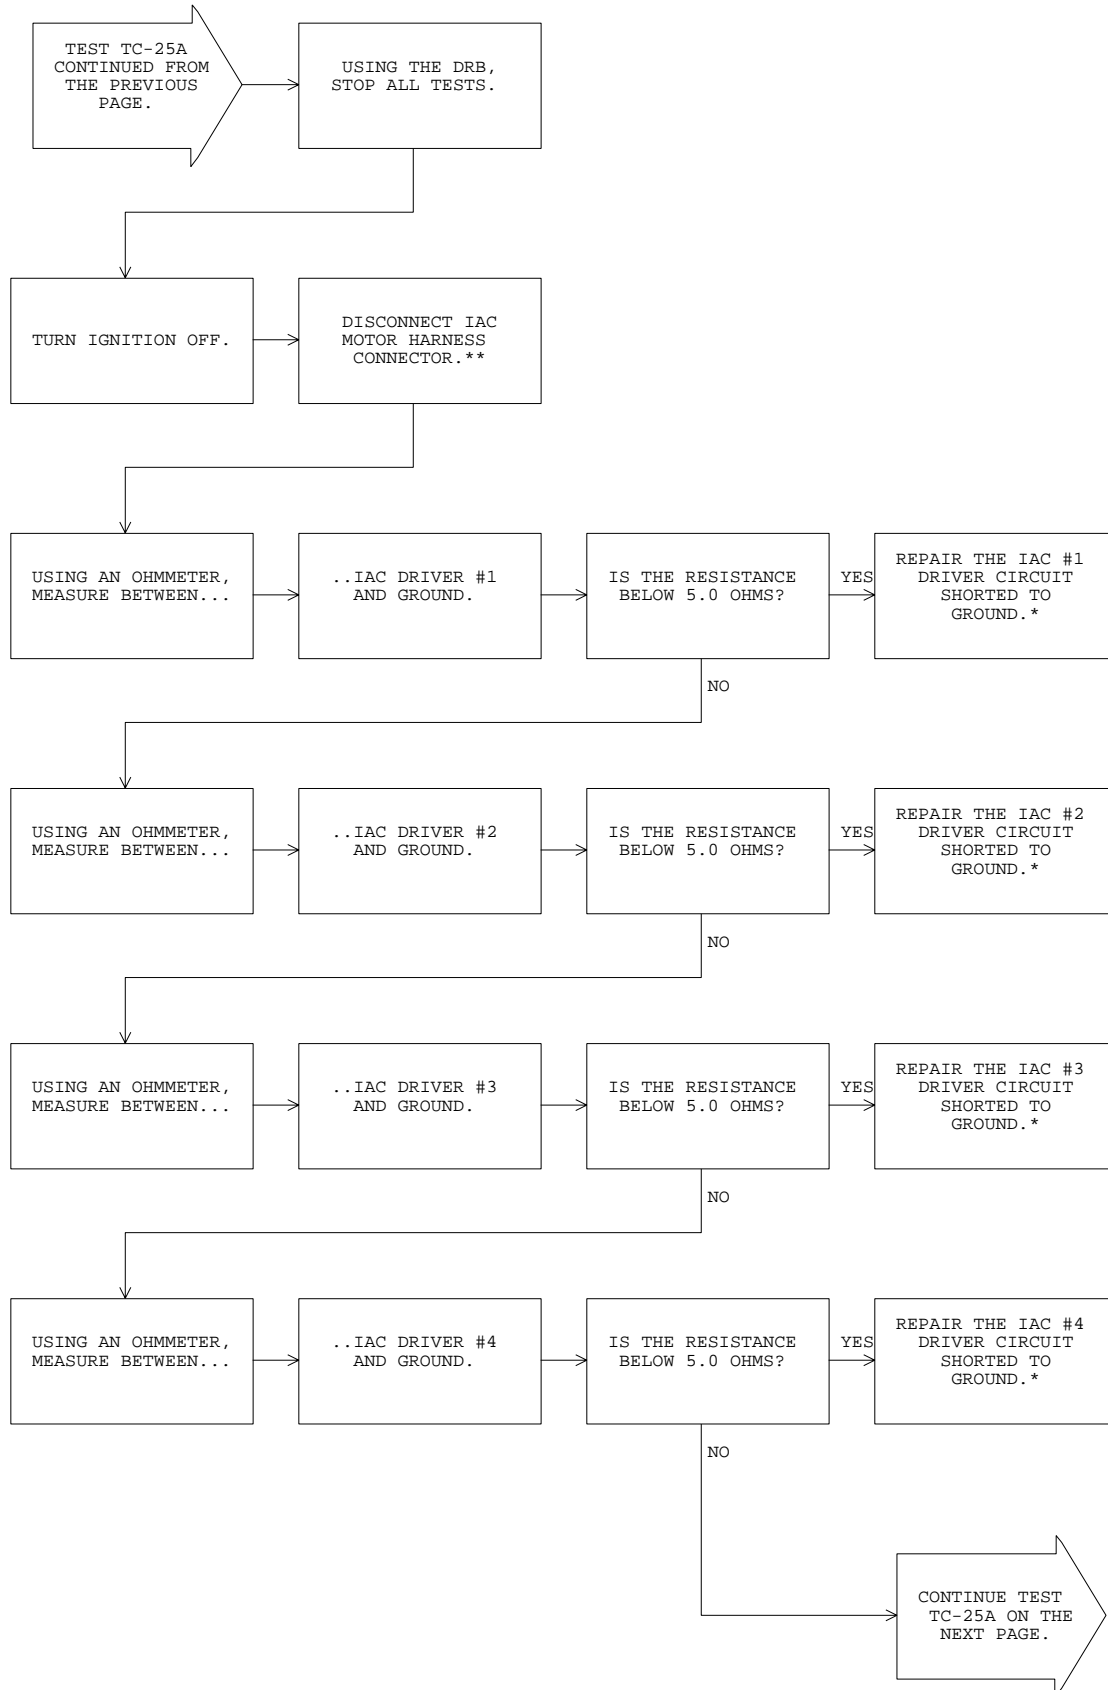 TEST TC-25A
CONTINUED FROM
THE PREVIOUS
PAGE.
USING THE DRB,
STOP ALL TESTS.
TURN IGNITION OFF.
DISCONNECT IAC
MOTOR HARNESS
CONNECTOR.**
USING AN OHMMETER,
MEASURE BETWEEN...
..IAC DRIVER #1
AND GROUND.
IS THE RESISTANCE
BELOW 5.0 OHMS?
YES
REPAIR THE IAC #1
DRIVER CIRCUIT
SHORTED TO
GROUND.*
NO
USING AN OHMMETER,
MEASURE BETWEEN...
..IAC DRIVER #2
AND GROUND.
IS THE RESISTANCE
BELOW 5.0 OHMS?
YES
REPAIR THE IAC #2
DRIVER CIRCUIT
SHORTED TO
GROUND.*
NO
USING AN OHMMETER,
MEASURE BETWEEN...
..IAC DRIVER #3
AND GROUND.
IS THE RESISTANCE
BELOW 5.0 OHMS?
YES
REPAIR THE IAC #3
DRIVER CIRCUIT
SHORTED TO
GROUND.*
NO
USING AN OHMMETER,
MEASURE BETWEEN...
..IAC DRIVER #4
AND GROUND.
IS THE RESISTANCE
BELOW 5.0 OHMS?
YES
REPAIR THE IAC #4
DRIVER CIRCUIT
SHORTED TO
GROUND.*
NO
CONTINUE TEST
TC-25A ON THE
NEXT PAGE.